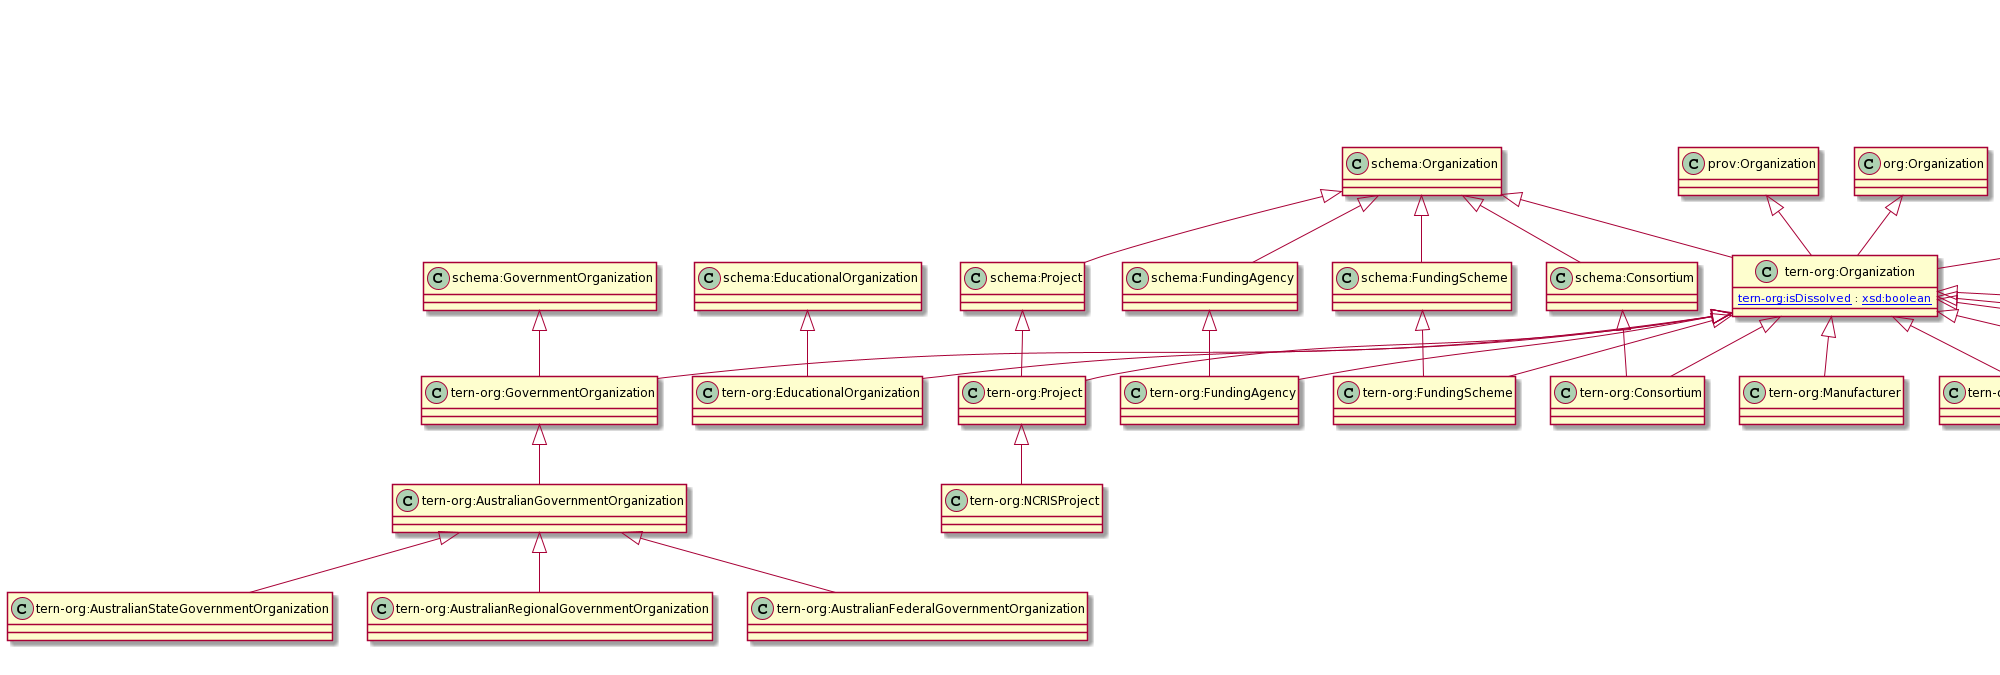 C schema:Organization
C prov:Organization
C org:Organization
C schema:GovernmentOrganization
C schema:EducationalOrganization
C schema:Project
C schema:FundingAgency
C schema:FundingScheme
C schema:Consortium
C tern-org:Organization
tern-org:isDissolved : xsd:boolean
C tern-org:GovernmentOrganization
C tern-org:EducationalOrganization
C tern-org:Project
C tern-org:FundingAgency
C tern-org:FundingScheme
C tern-org:Consortium
C tern-org:Manufacturer
C
C tern-org:AustralianGovernmentOrganization
C tern-org:NCRISProject
C tern-org:AustralianStateGovernmentOrganization
C tern-org:AustralianRegionalGovernmentOrganization
C tern-org:AustralianFederalGovernmentOrganization